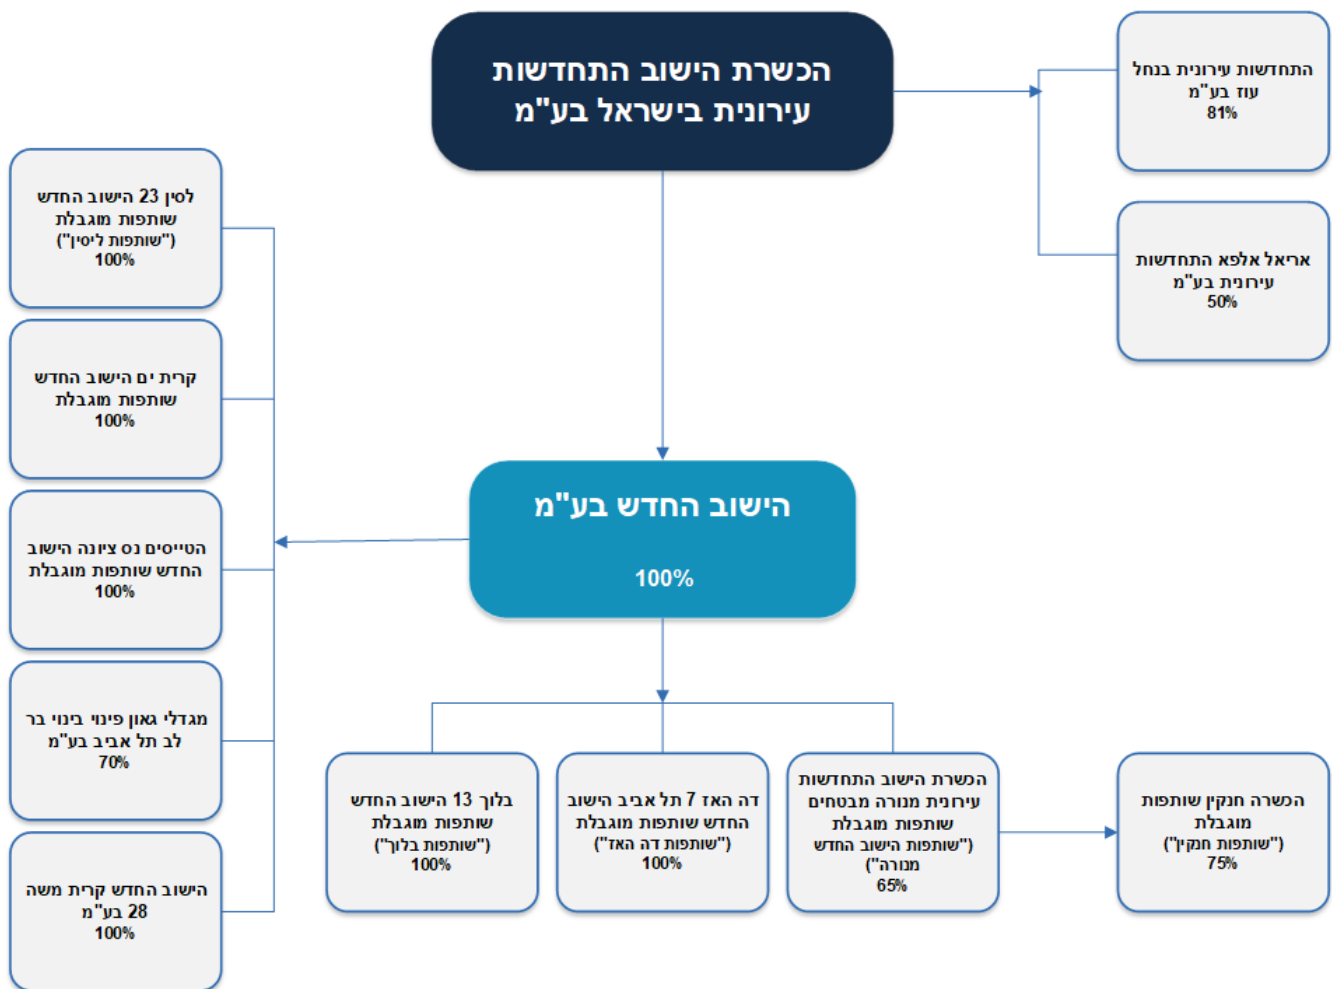 הכשרת הישוב התחדשות
עירונית בישראל בע"מ
התחדשות עירונית בנחל
עוז בע"מ
81%
אריאל אלפא התחדשות
עירונית בע"מ
50%
לסין 23 הישוב החדש
שותפות מוגבלת
("שותפות ליסין")
100%
קרית ים הישוב החדש
שותפות מוגבלת
100%
הטייסים נס ציונה הישוב
החדש שותפות מוגבלת
100%
מגדלי גאון פינוי בינוי בר
לב תל אביב בע"מ
70%
הישוב החדש קרית משה
28 בע"מ
100%
הישוב החדש בע"מ
100%
הכשרה חנקין שותפות
מוגבלת
("שותפות חנקין")
75%
הכשרת הישוב התחדשות
עירונית מנורה מבטחים
שותפות מוגבלת
("שותפות הישוב החדש
מנורה")
65%
דה האז 7 תל אביב הישוב
החדש שותפות מוגבלת
("שותפות דה האז")
100%
בלוך 13 הישוב החדש
שותפות מוגבלת
("שותפות בלוך")
100%